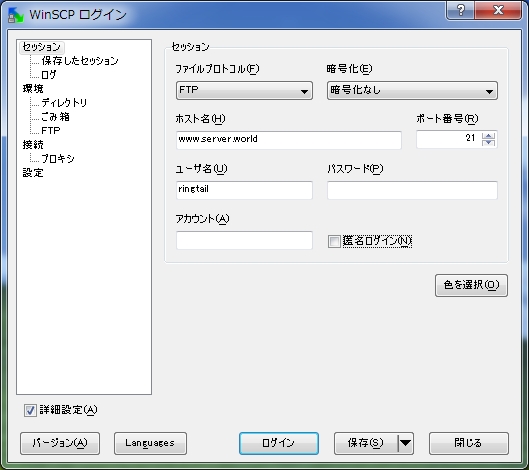 WinSCP ログイン
セッション
保存したセッション
ログ
環境
ディレクトリ
ごみ箱
FTP
接続
プロキシ
設定
セッション
ファイルプロトコル(F) 暗号化(E)
FTP 暗号化なし
ホスト名(H) ポート番号(R)
www.server.world 21
ユーザ名(U) パスワード(P)
ringtail
アカウント(A)
匿名ログイン(N)
色を選択(O)
詳細設定(A)
バージョン(A) Languages ログイン 保存(S) 閉じる